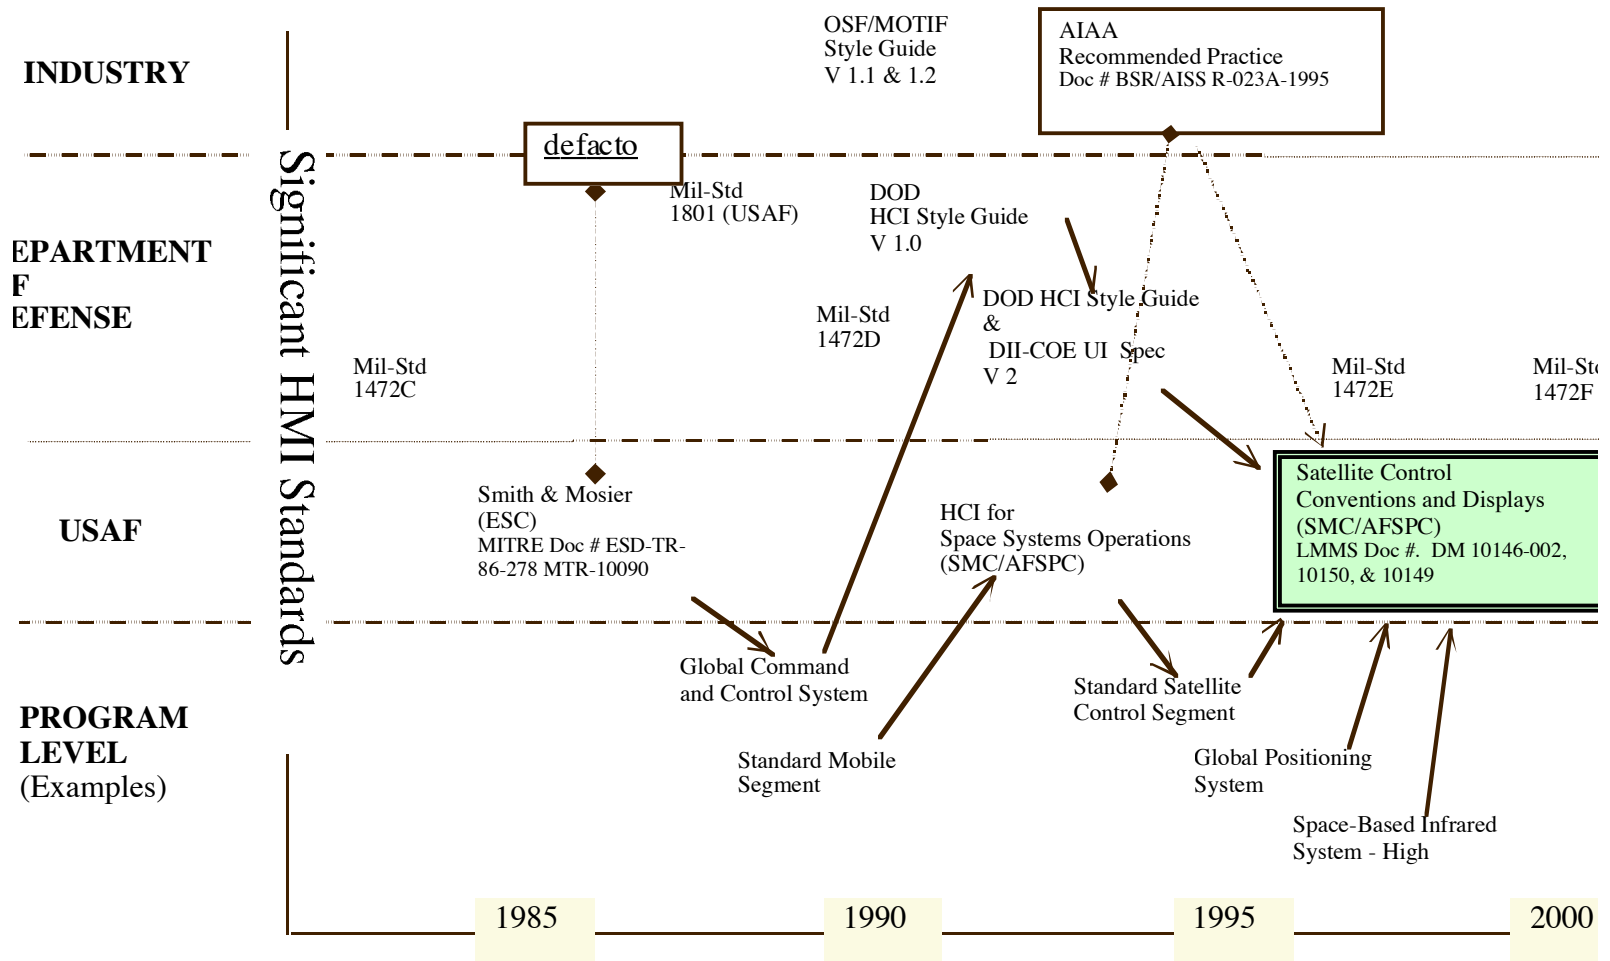 INDUSTRY
OSF/MOTIF
Style Guide
V 1.1 & 1.2
AIAA
Recommended Practice
Doc # BSR/AISS R-023A-1995
defacto
Significant HMI Standards
EPARTMENT
F
EFENSE
Mil-Std
1801 (USAF)
DOD
HCI Style Guide
V 1.0
DOD HCI Style Guide
&
DII-COE UI Spec
V 2
Mil-Std
1472D
Mil-Std
1472C
Mil-Std
1472E
Mil-Std
1472F
USAF
Smith & Mosier
(ESC)
MITRE Doc # ESD-TR-
86-278 MTR-10090
HCI for
Space Systems Operations
(SMC/AFSPC)
Satellite Control
Conventions and Displays
(SMC/AFSPC)
LMMS Doc #. DM 10146-002,
10150, & 10149
PROGRAM
LEVEL
(Examples)
Global Command
and Control System
Standard Mobile
Segment
Standard Satellite
Control Segment
Global Positioning
System
Space-Based Infrared
System - High
1985
1990
1995
2000